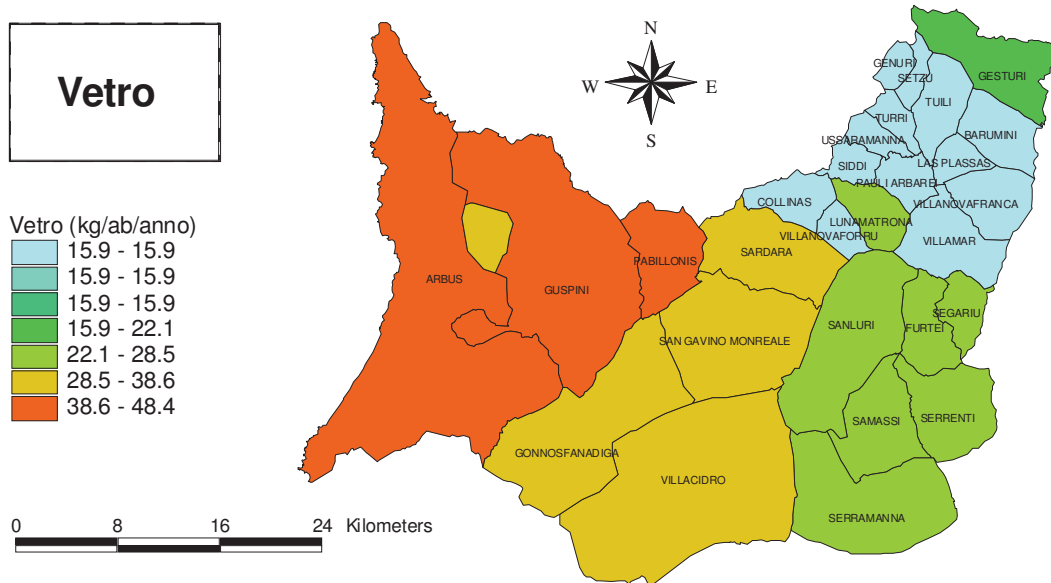 Vetro
N
W E
S
Vetro (kg/ab/anno)
15.9 - 15.9
15.9 - 15.9
15.9 - 15.9
15.9 - 22.1
22.1 - 28.5
28.5 - 38.6
38.6 - 48.4
0 8 16 24 Kilometers
GENURI
SETZU
GESTURI
TUILI
TURRI
BARUMINI
USSARAMANNA
SIDDI
LAS PLASSAS
PAULI ARBAREI
COLLINAS
VILLANOVAFRANCA
LUNAMATRONA
VILLANOVAFORRU
VILLAMAR
SARDARA
PABILLONIS
ARBUS
GUSPINI
SEGARIU
SANLURI
FURTEI
SAN GAVINO MONREALE
SAMASSI
SERRENTI
GONNOSFANADIGA
VILLACIDRO
SERRAMANNA